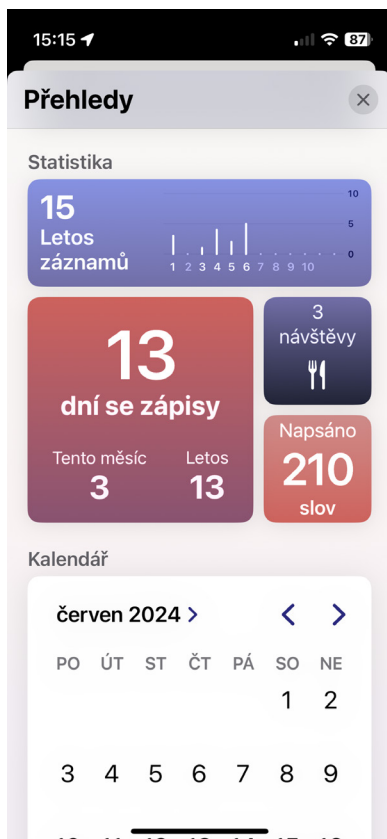 15:15
87
Přehledy
Statistika
15
Letos
záznamů
10
5
0
1 2 3 4 5 6 7 8 9 10
13
dní se zápisy
Tento měsíc Letos
3 13
3
návštěvy
Napsáno
210
slov
Kalendář
červen 2024
PO ÚT ST ČT PÁ SO NE
1 2
3 4 5 6 7 8 9